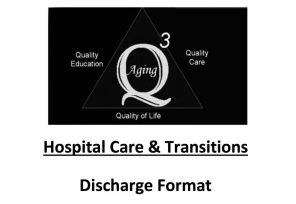 3
Quality
Education
Quality
Care
Aging
Q
Quality of Life
Hospital Care & Transitions
Discharge Format